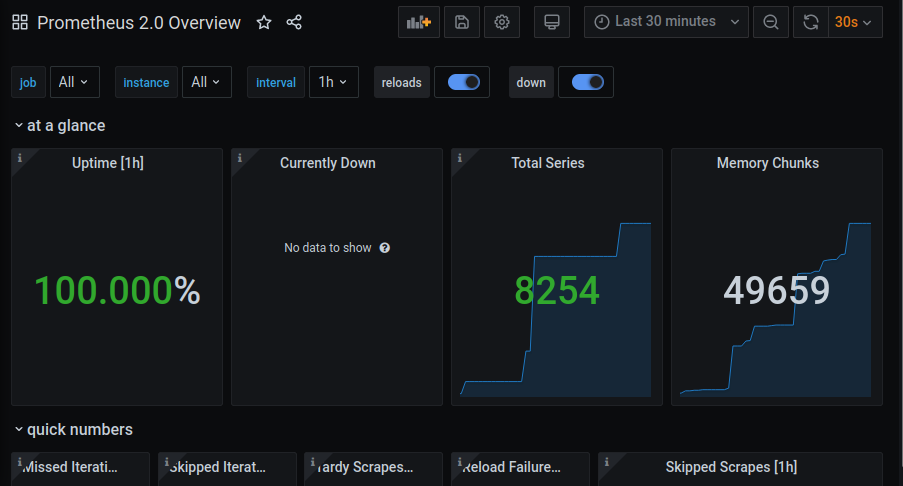 Prometheus 2.0 Overview
Last 30 minutes
30s
job All instance All interval 1h reloads down
at a glance
Uptime [1h]
100.000%
Currently Down
No data to show
Total Series
8254
Memory Chunks
49659
quick numbers
Missed Iterati...
Skipped Iterat...
Tardy Scrapes...
Reload Failure...
Skipped Scrapes [1h]